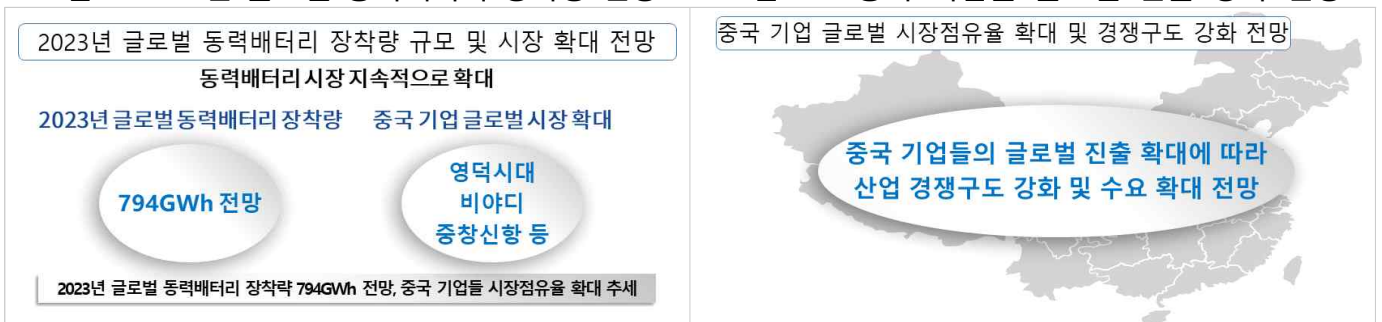 2023년 글로벌 동력배터리 장착량 규모 및 시장 확대 전망
동력배터리 시장 지속적으로 확대
2023년 글로벌 동력배터리 장착량
중국 기업 글로벌 시장 확대
794GWh 전망
영덕시대
비야디
중창신항 등
2023년 글로벌 동력배터리 장착략 794GWh 전망, 중국 기업들 시장점유율 확대 추세
중국 기업 글로벌 시장점유율 확대 및 경쟁구도 강화 전망
중국 기업들의 글로벌 진출 확대에 따라
산업 경쟁구도 강화 및 수요 확대 전망